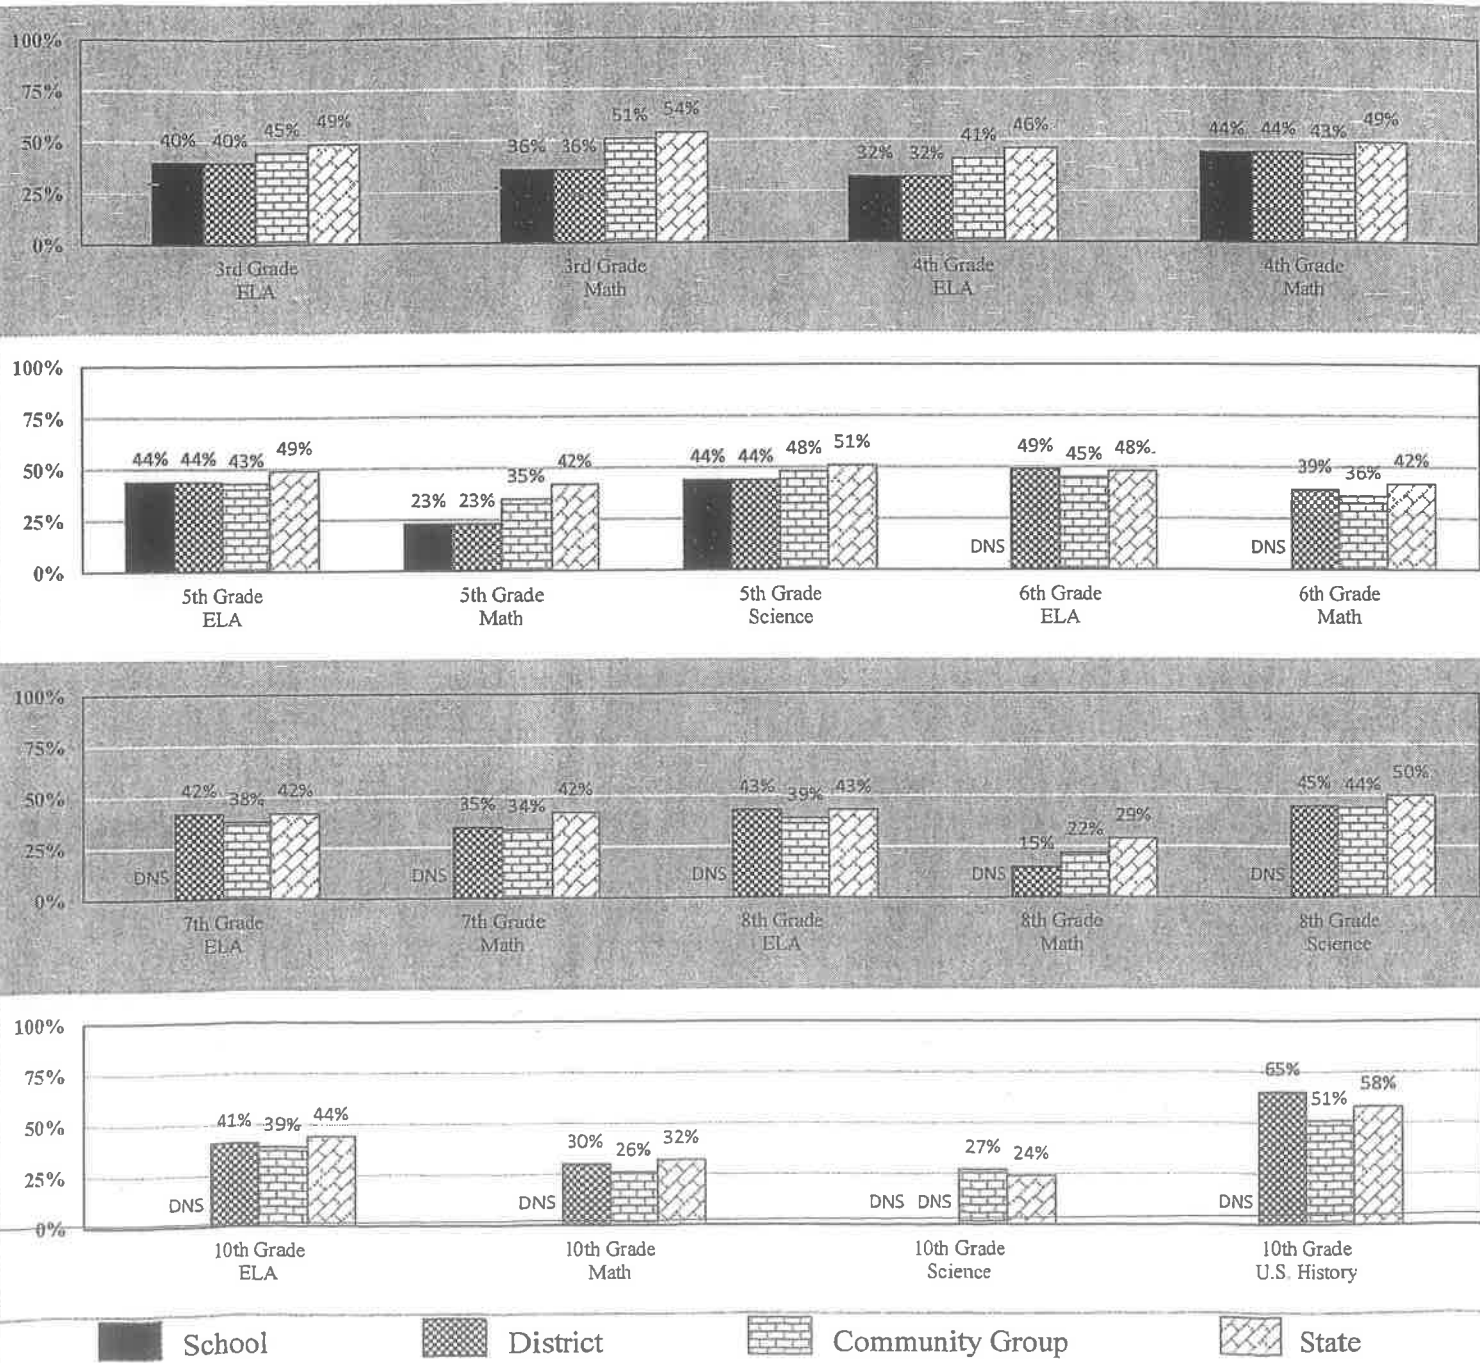 100%
75%
50%
25%
0%
40% 40% 45% 49%
36% 36% 51% 54%
32% 32% 41% 46%
44% 44% 43% 49%
3rd Grade
ELA
3rd Grade
Math
4th Grade
ELA
4th Grade
Math
100%
75%
50%
25%
0%
44% 44% 43% 49%
23% 23% 35% 42%
44% 44% 48% 51%
DNS 49% 45% 48%
DNS 39% 36% 42%
5th Grade
ELA
5th Grade
Math
5th Grade
Science
6th Grade
ELA
6th Grade
Math
100%
75%
50%
25%
0%
DNS 42% 38% 42%
DNS 35% 34% 42%
DNS 43% 39% 43%
DNS 15% 22% 29%
DNS 45% 44% 50%
7th Grade
ELA
7th Grade
Math
8th Grade
ELA
8th Grade
Math
8th Grade
Science
100%
75%
50%
25%
0%
DNS 41% 39% 44%
DNS 30% 26% 32%
DNS DNS 27% 24%
DNS 65% 51% 58%
10th Grade
ELA
10th Grade
Math
10th Grade
Science
10th Grade
U.S. History
School District Community Group State